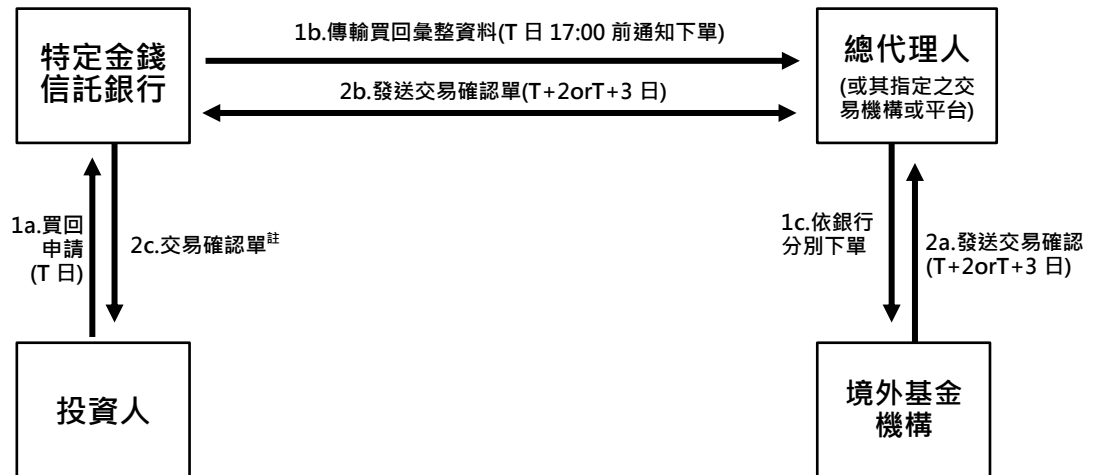 特定金錢
信託銀行
1b.傳輸買回彙整資料(T 日 17:00 前通知下單)
2b.發送交易確認單(T+2orT+3 日)
總代理人
(或其指定之交
易機構或平台)
1a.買回
申請
(T 日)
2c.交易確認單註
1c.依銀行
分別下單
2a.發送交易確認
(T+2orT+3 日)
投資人
境外基金
機構